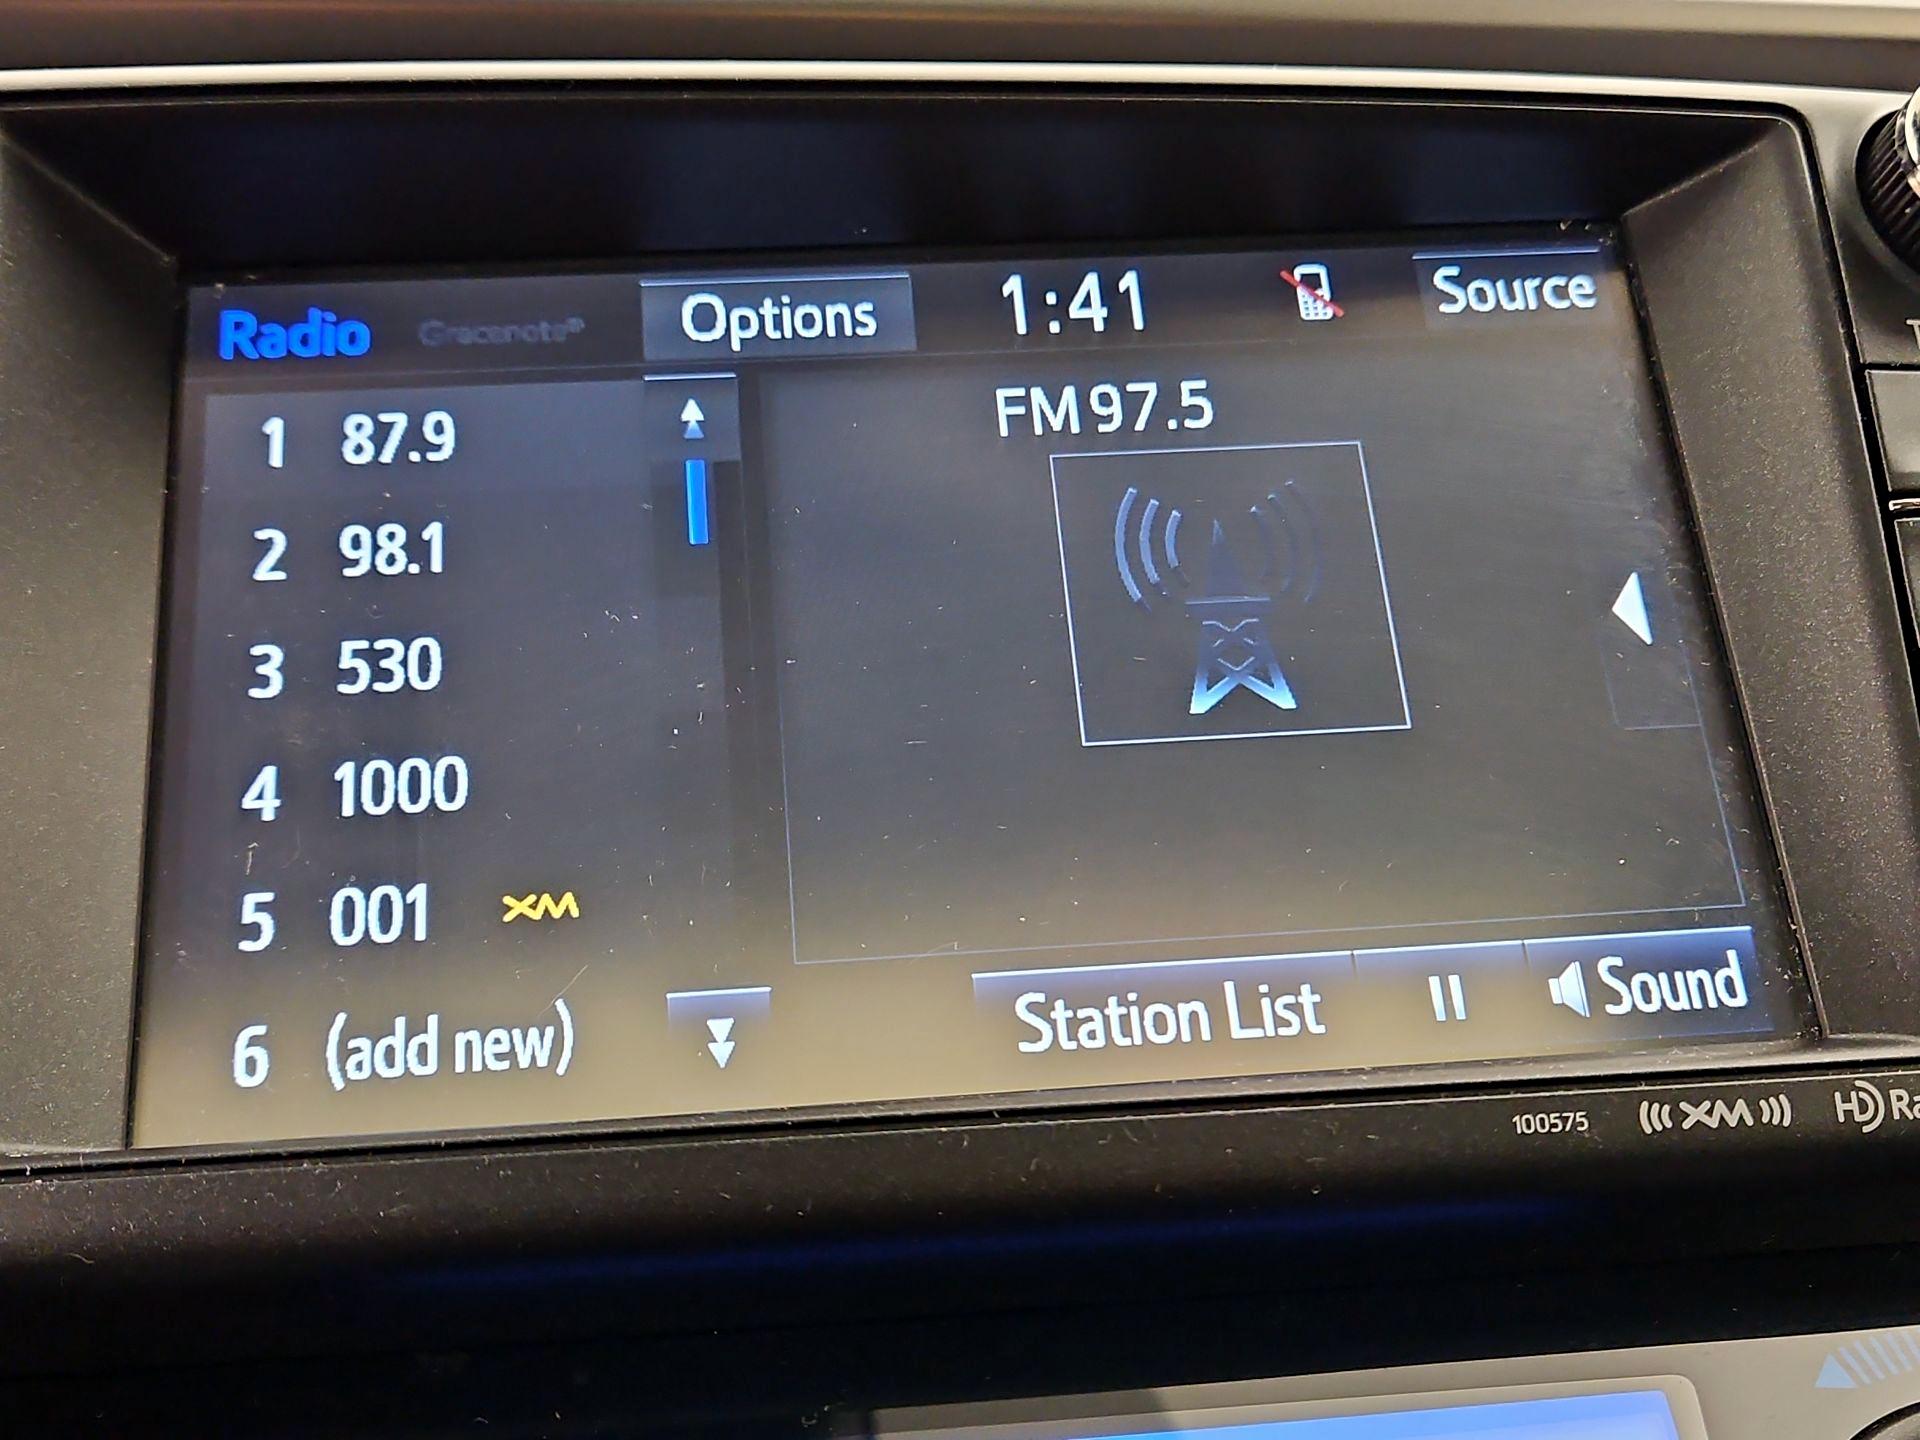 Radio Gracenote® Options 1:41 Source
FM 97.5
1 87.9
2 98.1
3 530
4 1000
5 001 XM
6 (add new)
Station List Sound
100575 XM HD